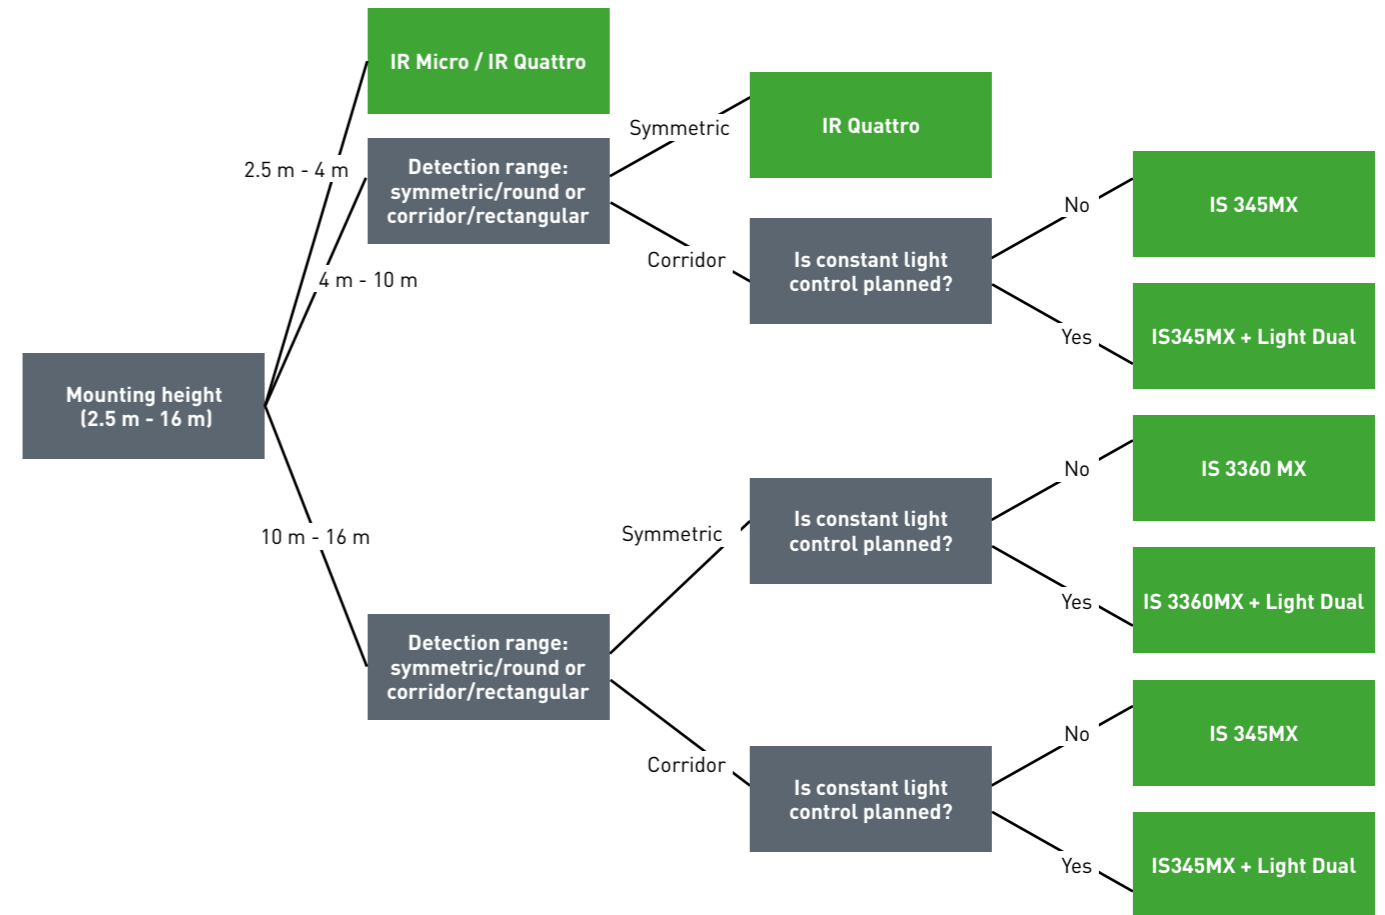 IR Micro / IR Quattro
Symmetric
IR Quattro
2.5 m - 4 m
Detection range:
symmetric/round or
corridor/rectangular
No
IS 345MX
Corridor
Is constant light
control planned?
4 m - 10 m
Yes
IS345MX + Light Dual
Mounting height
(2.5 m - 16 m)
No
IS 3360 MX
10 m - 16 m
Symmetric
Is constant light
control planned?
Yes
IS 3360MX + Light Dual
Detection range:
symmetric/round or
corridor/rectangular
No
IS 345MX
Corridor
Is constant light
control planned?
Yes
IS345MX + Light Dual